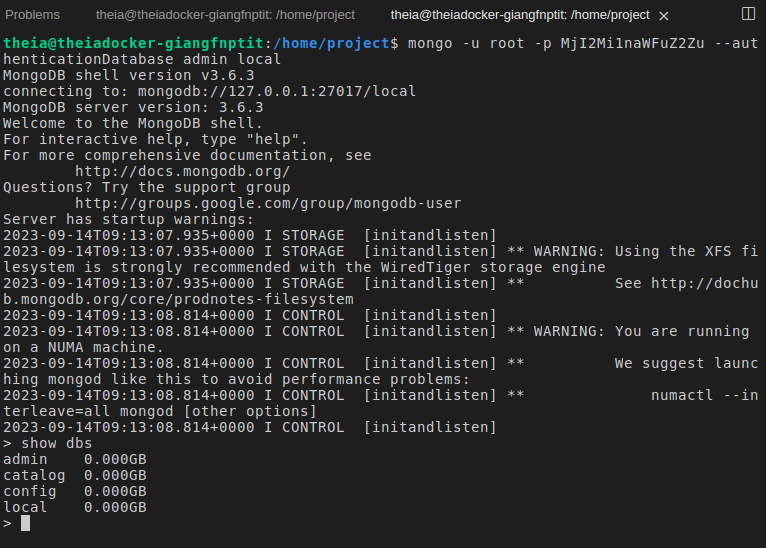 Problems theia@theiadocker-giangfnptit: /home/project theia@theiadocker-giangfnptit: /home/project ×
theia@theiadocker-giangfnptit:/home/project$ mongo -u root -p MjI2Mi1naWFuZ2Zu --aut
henticationDatabase admin local
MongoDB shell version v3.6.3
connecting to: mongodb://127.0.0.1:27017/local
MongoDB server version: 3.6.3
Welcome to the MongoDB shell.
For interactive help, type "help".
For more comprehensive documentation, see
        http://docs.mongodb.org/
Questions? Try the support group
        http://groups.google.com/group/mongodb-user
Server has startup warnings:
2023-09-14T09:13:07.935+0000 I STORAGE  [initandlisten]
2023-09-14T09:13:07.935+0000 I STORAGE  [initandlisten] ** WARNING: Using the XFS fi
lesystem is strongly recommended with the WiredTiger storage engine
2023-09-14T09:13:07.935+0000 I STORAGE  [initandlisten] **          See http://dochu
b.mongodb.org/core/prodnotes-filesystem
2023-09-14T09:13:08.814+0000 I CONTROL  [initandlisten]
2023-09-14T09:13:08.814+0000 I CONTROL  [initandlisten] ** WARNING: You are running
on a NUMA machine.
2023-09-14T09:13:08.814+0000 I CONTROL  [initandlisten] **          We suggest launc
hing mongod like this to avoid performance problems:
2023-09-14T09:13:08.814+0000 I CONTROL  [initandlisten] **              numactl --in
terleave=all mongod [other options]
2023-09-14T09:13:08.814+0000 I CONTROL  [initandlisten]
> show dbs
admin    0.000GB
catalog  0.000GB
config   0.000GB
local    0.000GB
>